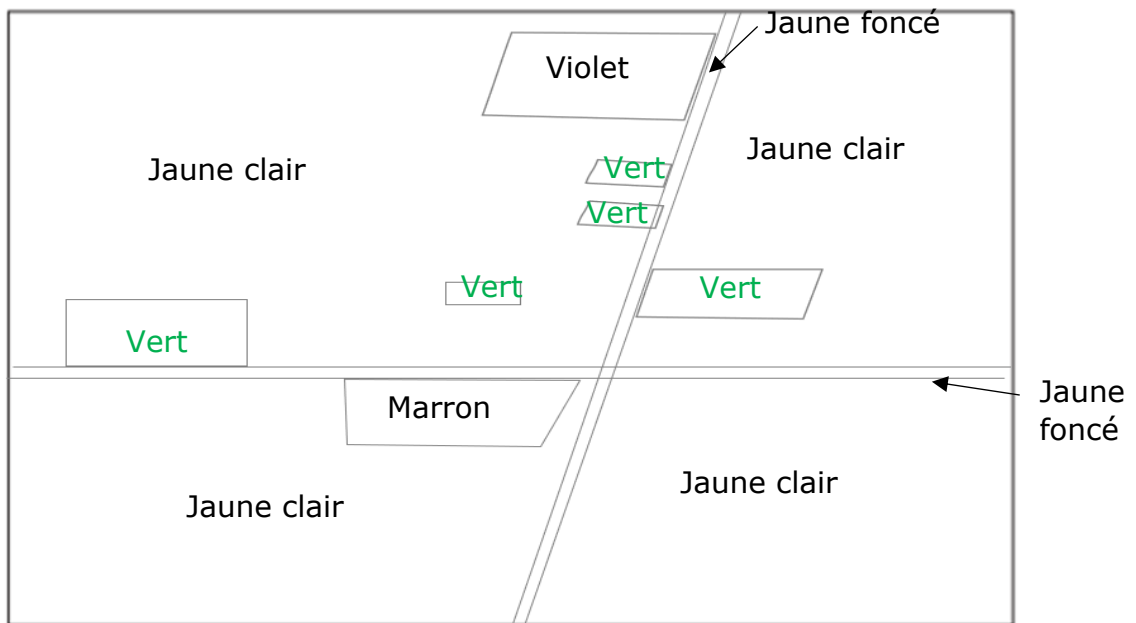 Jaune foncé
Violet
Jaune clair
Jaune clair
Vert
Vert
Vert
Vert
Vert
Marron
Jaune
foncé
Jaune clair
Jaune clair